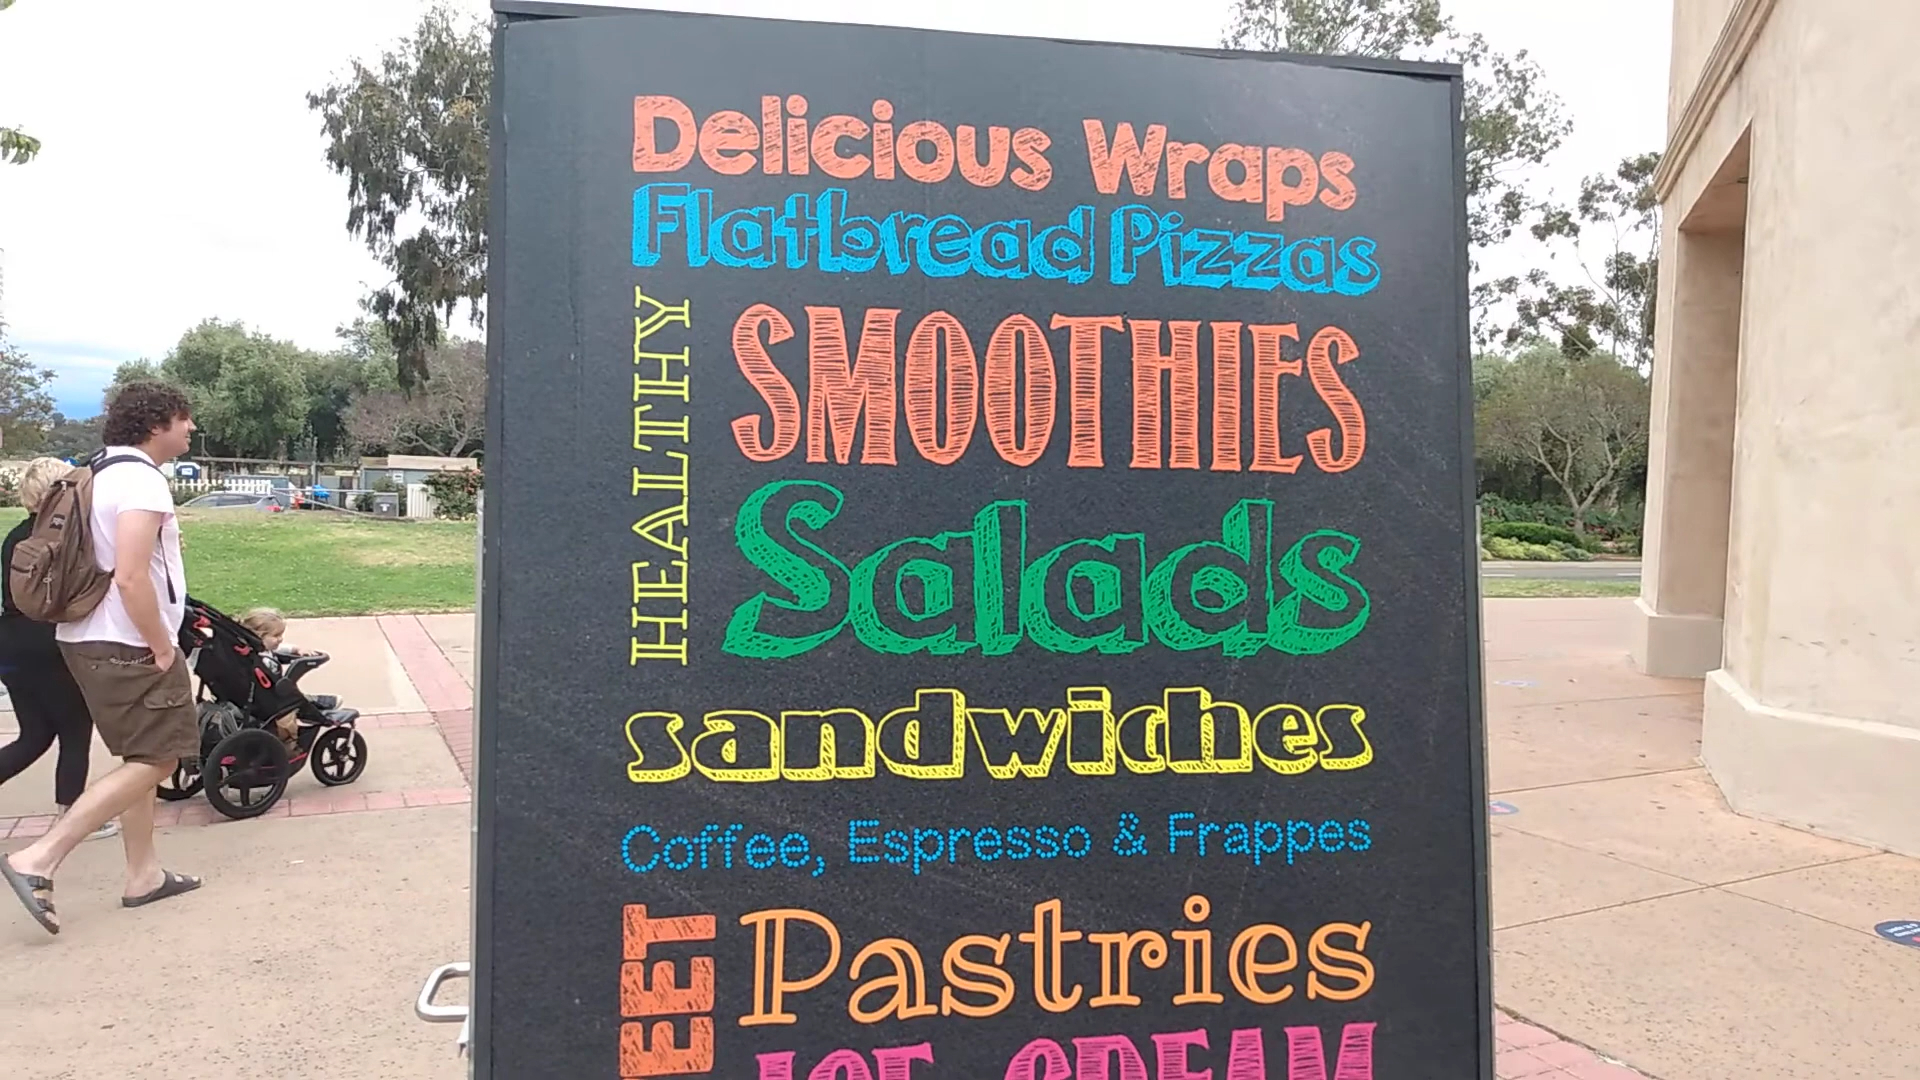 Delicious Wraps
Flatbread Pizzas
HEALTHY
SMOOTHIES
Salads
sandwiches
Coffee, Espresso & Frappes
Pastries
ICE CREAM